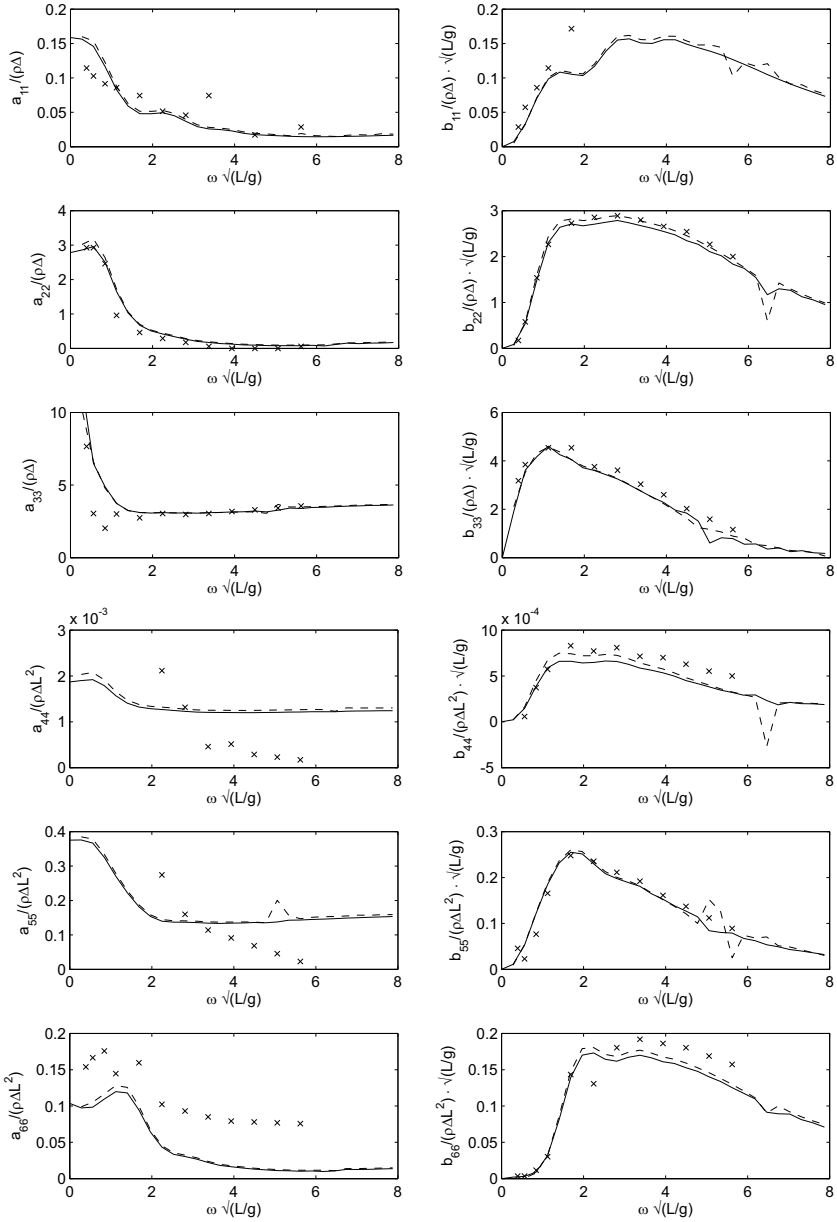 a₁₁/(ρΔ)
0.2
0.15
0.1
0.05
0
0 2 4 6 8
ω √(L/g)
b₁₁/(ρΔ) · √(L/g)
0.2
0.15
0.1
0.05
0
0 2 4 6 8
ω √(L/g)
a₂₂/(ρΔ)
4
3
2
1
0
0 2 4 6 8
ω √(L/g)
b₂₂/(ρΔ) · √(L/g)
3
2
1
0
0 2 4 6 8
ω √(L/g)
a₃₃/(ρΔ)
10
5
0
0 2 4 6 8
ω √(L/g)
b₃₃/(ρΔ) · √(L/g)
6
4
2
0
0 2 4 6 8
ω √(L/g)
x 10⁻³
a₄₄/(ρΔL²)
3
2
1
0
0 2 4 6 8
ω √(L/g)
x 10⁻⁴
b₄₄/(ρΔL²) · √(L/g)
10
5
0
-5
0 2 4 6 8
ω √(L/g)
a₅₅/(ρΔL²)
0.4
0.3
0.2
0.1
0
0 2 4 6 8
ω √(L/g)
b₅₅/(ρΔL²) · √(L/g)
0.3
0.2
0.1
0
0 2 4 6 8
ω √(L/g)
a₆₆/(ρΔL²)
0.2
0.15
0.1
0.05
0
0 2 4 6 8
ω √(L/g)
b₆₆/(ρΔL²) · √(L/g)
0.2
0.15
0.1
0.05
0
0 2 4 6 8
ω √(L/g)